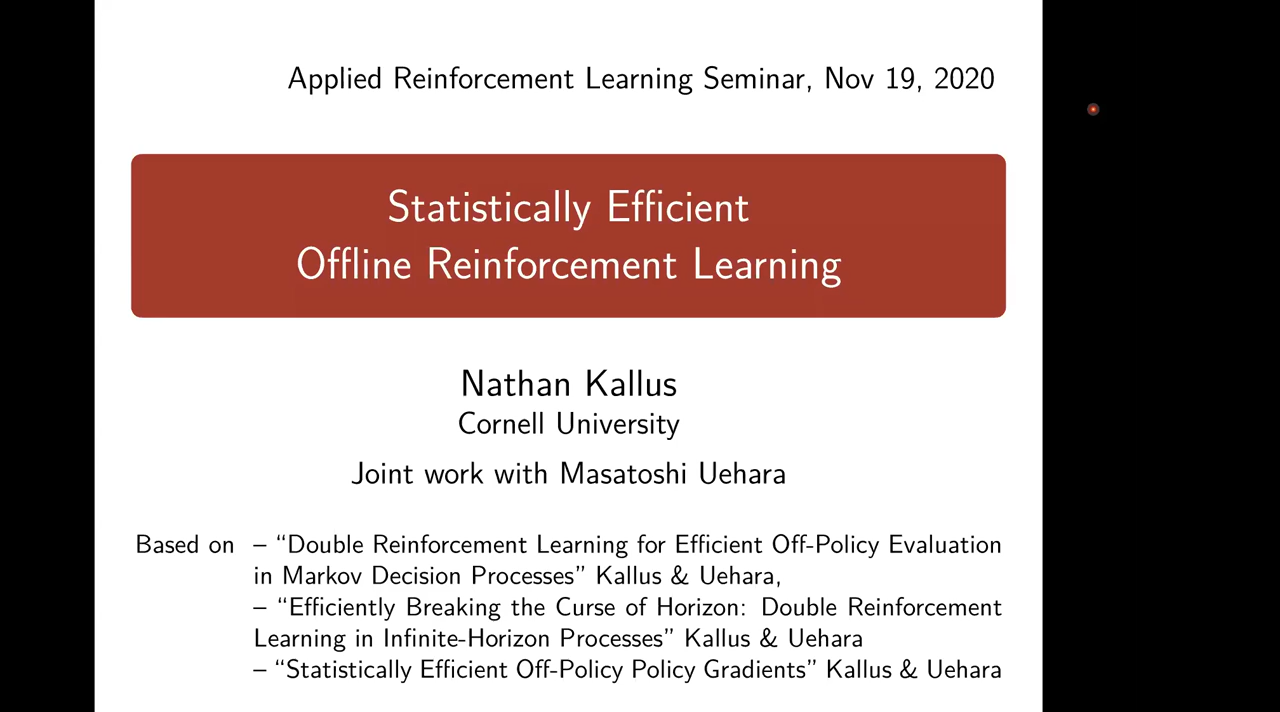 Applied Reinforcement Learning Seminar, Nov 19, 2020
Statistically Efficient
Offline Reinforcement Learning
Nathan Kallus
Cornell University
Joint work with Masatoshi Uehara
Based on – “Double Reinforcement Learning for Efficient Off-Policy Evaluation
in Markov Decision Processes” Kallus & Uehara,
– “Efficiently Breaking the Curse of Horizon: Double Reinforcement
Learning in Infinite-Horizon Processes” Kallus & Uehara
– “Statistically Efficient Off-Policy Policy Gradients” Kallus & Uehara